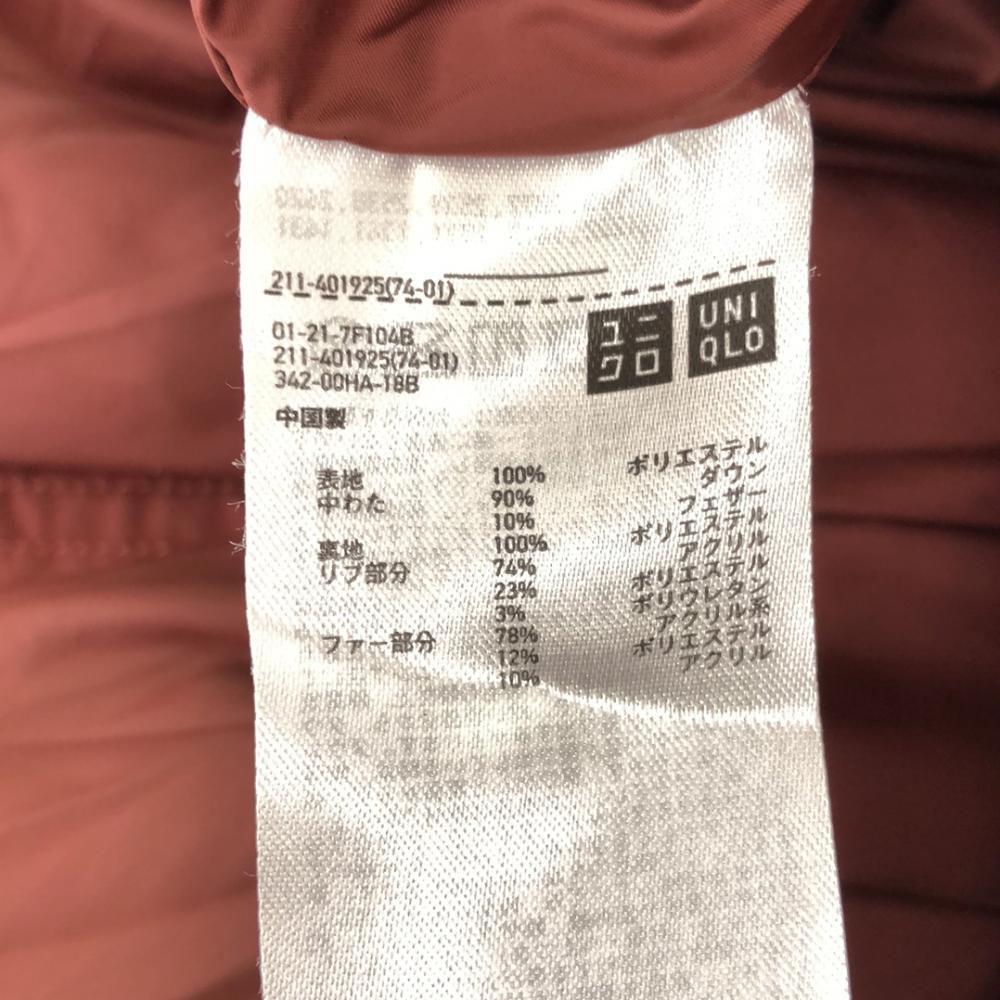 211-401925(74-01)
ユニクロ
UNIQLO
01-21-7F104B
211-401925(74-01)
342-00HA-18B
中国製
表地 100% ポリエステル
中わた 90% ダウン
10% フェザー
裏地 100% ポリエステル
リブ部分 74% アクリル
23% ポリエステル
3% ポリウレタン
ファー部分 78% アクリル系
12% ポリエステル
10% アクリル